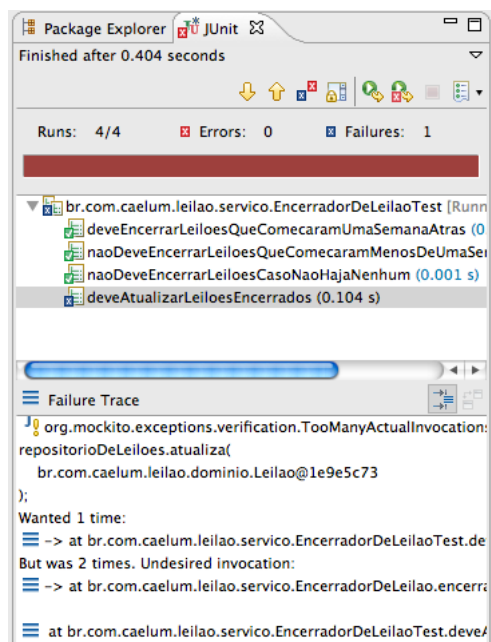 Package Explorer JUnit
Finished after 0.404 seconds
Runs: 4/4 Errors: 0 Failures: 1
br.com.caelum.leilao.servico.EncerradorDeLeilaoTest [Runn
deveEncerrarLeiloesQueComecaramUmaSemanaAtras (0
naoDeveEncerrarLeiloesQueComecaramMenosDeUmaSe
naoDeveEncerrarLeiloesCasoNaoHajaNenhum (0.001 s)
deveAtualizarLeiloesEncerrados (0.104 s)
Failure Trace
org.mockito.exceptions.verification.TooManyActualInvocation
repositorioDeLeiloes.atualiza(
br.com.caelum.leilao.dominio.Leilao@1e9e5c73
);
Wanted 1 time:
-> at br.com.caelum.leilao.servico.EncerradorDeLeilaoTest.de
But was 2 times. Undesired invocation:
-> at br.com.caelum.leilao.servico.EncerradorDeLeilao.encerra
at br.com.caelum.leilao.servico.EncerradorDeLeilaoTest.deveA